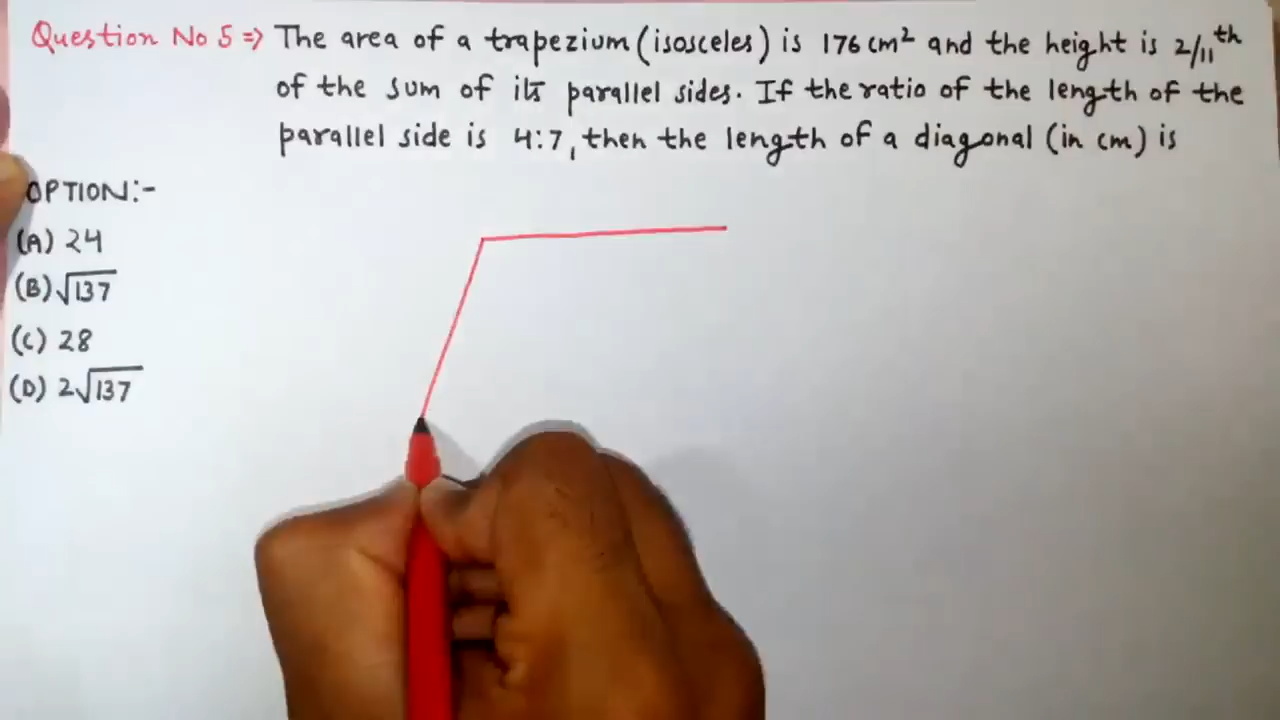 Question No 5 => The area of a trapezium (isosceles) is 176 cm² and the height is 2/11th
of the sum of its parallel sides. If the ratio of the length of the
parallel side is 4:7, then the length of a diagonal (in cm) is
OPTION:-
(A) 24
(B) √137
(C) 28
(D) 2√137